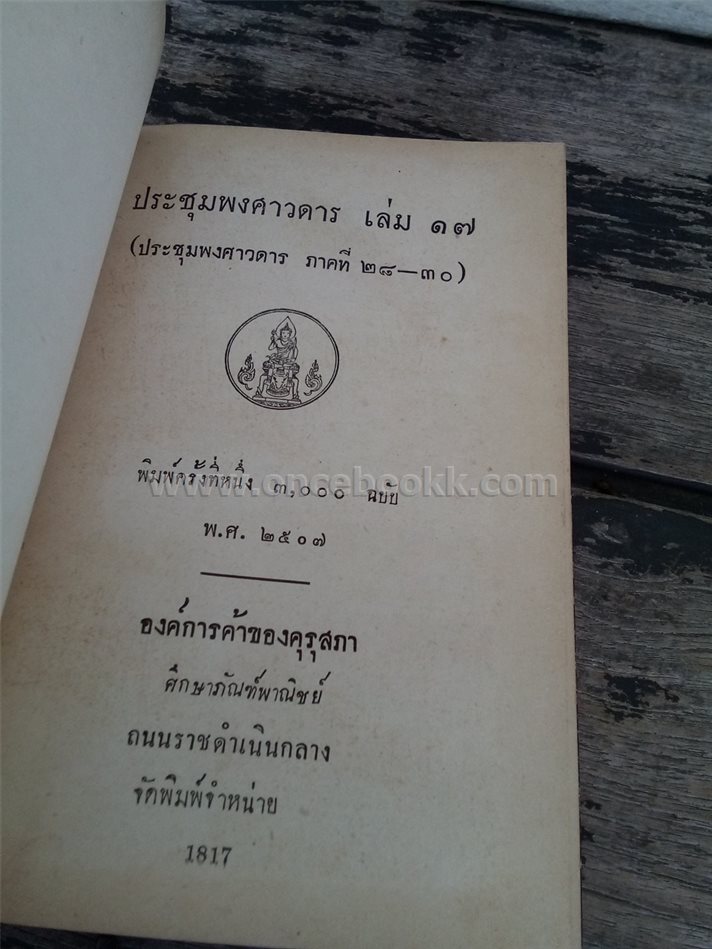 ประชุมพงศาวดาร เล่ม ๑๗
(ประชุมพงศาวดาร ภาคที่ ๒๘—๓๐)
พิมพ์ครั้งที่หนึ่ง ๓,๐๐๐ ฉบับ
www.oncebookk.com
พ.ศ. ๒๕๐๗
องค์การค้าของคุรุสภา
ศึกษาภัณฑ์พาณิชย์
ถนนราชดำเนินกลาง
จัดพิมพ์จำหน่าย
1817